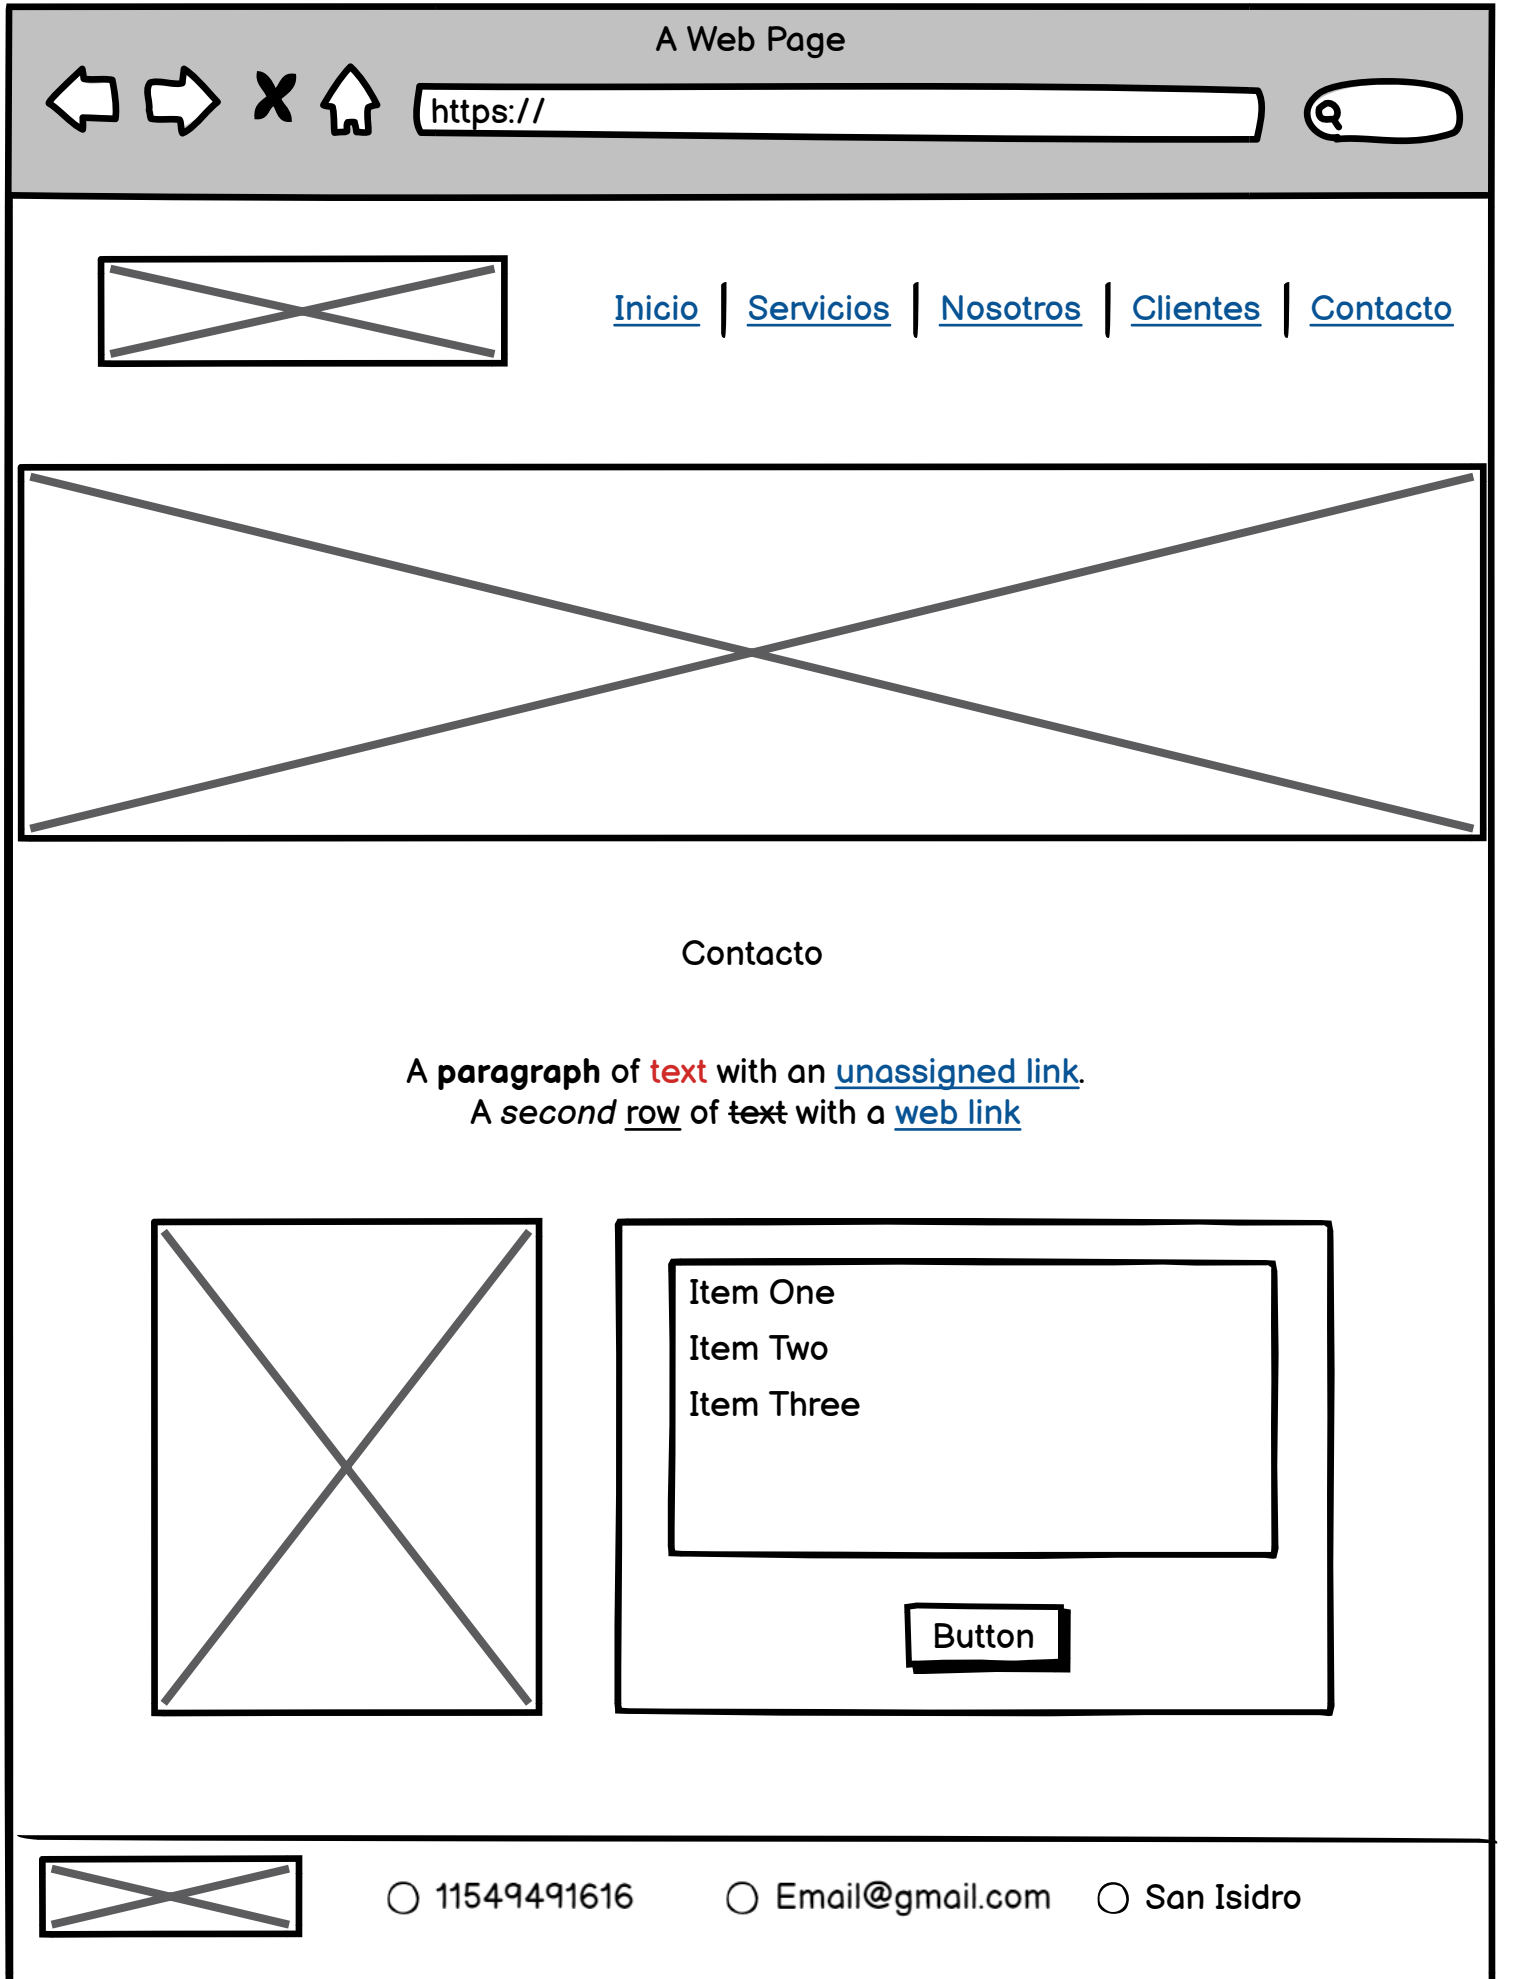 A Web Page
https://
Inicio Servicios Nosotros Clientes Contacto
Contacto
A paragraph of text with an unassigned link.
A second row of text with a web link
Item One
Item Two
Item Three
Button
11549491616 Email@gmail.com San Isidro